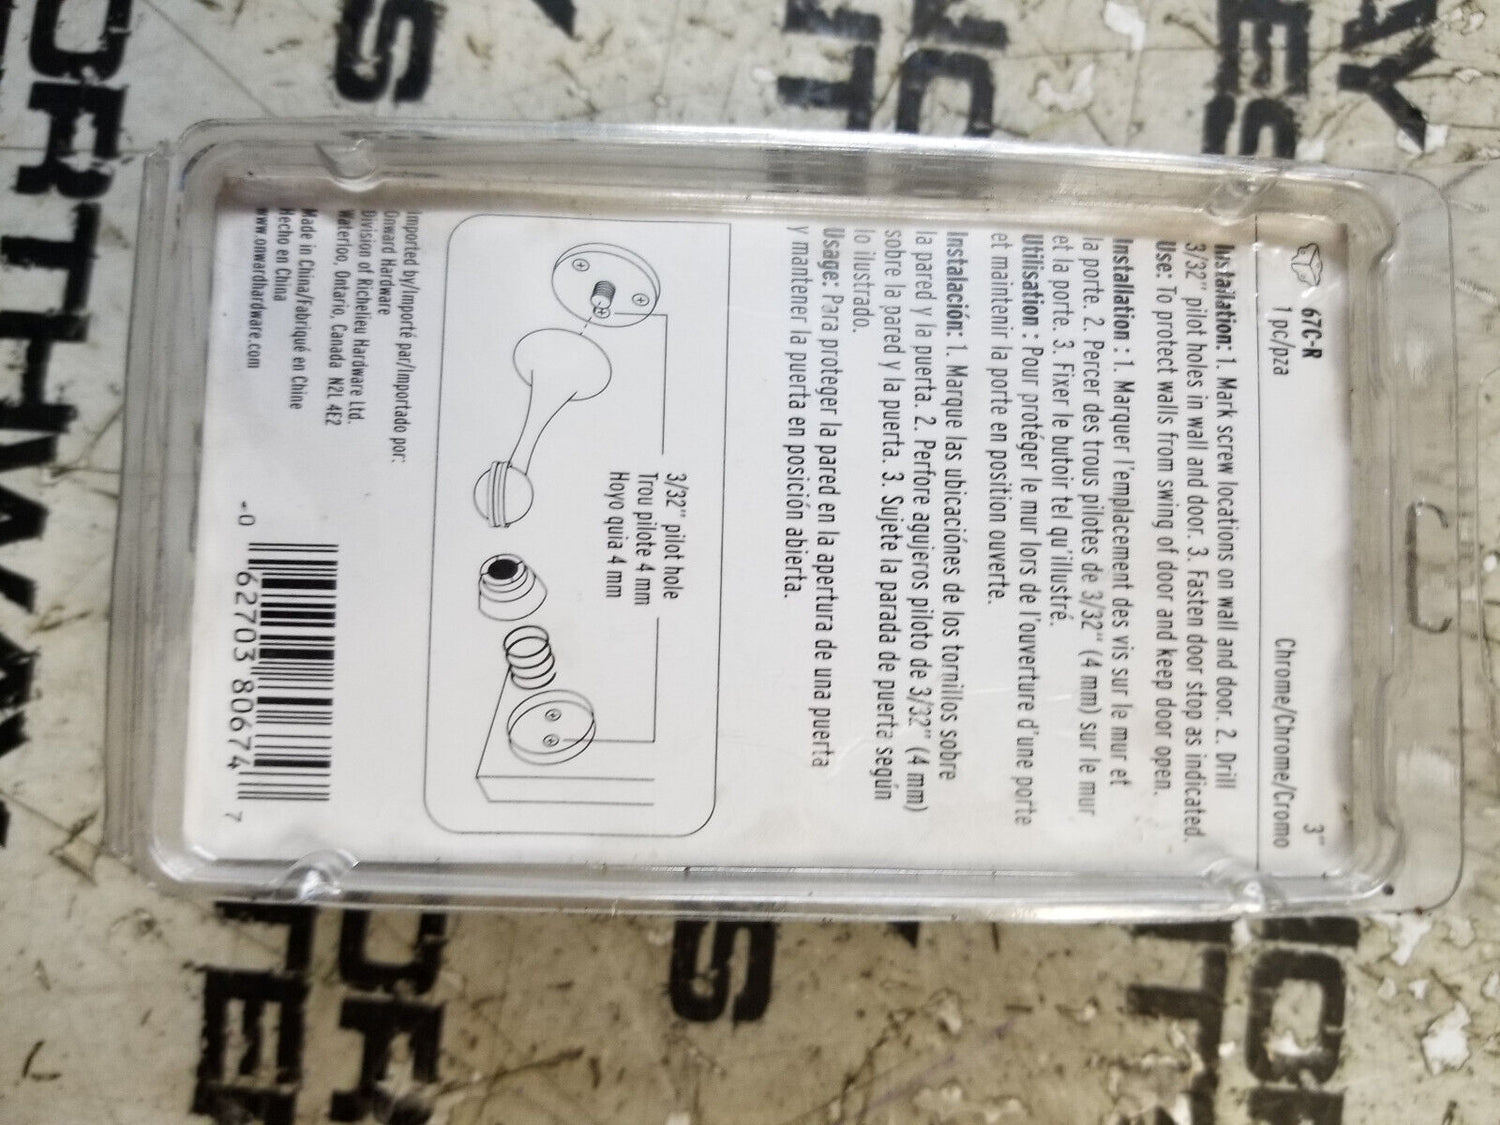 67C-R
3"
1 pc/pza
Chrome/Chrome/Cromo
Installation: 1. Mark screw locations on wall and door. 2. Drill
3/32" pilot holes in wall and door. 3. Fasten door stop as indicated.
Use: To protect walls from swing of door and keep door open.
Installation : 1. Marquer l'emplacement des vis sur le mur et
la porte. 2. Percer des trous pilotes de 3/32" (4 mm) sur le mur
et la porte. 3. Fixer le butoir tel qu'illustré.
Utilisation : Pour protéger le mur lors de l'ouverture d'une porte
et maintenir la porte en position ouverte.
Instalación: 1. Marque las ubicaciónes de los tornillos sobre
la pared y la puerta. 2. Perfore agujeros piloto de 3/32" (4 mm)
sobre la pared y la puerta. 3. Sujete la parada de puerta según
lo ilustrado.
Usage: Para proteger la pared en la apertura de una puerta
y mantener la puerta en posición abierta.
3/32" pilot hole
Trou pilote 4 mm
Hoyo quia 4 mm
Imported by/Importé par/Importado por:
Onward Hardware
Division of Richelieu Hardware Ltd.
Waterloo, Ontario, Canada N2L 4E2
Made in China/Fabriqué en Chine
Hecho en China
www.onwardhardware.com
-0
6 2703 80674 7